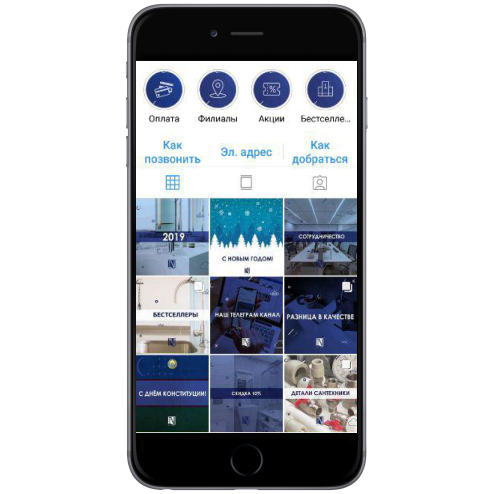 Оплата
Филиалы
Акции
Бестселле...
Как позвонить
Эл. адрес
Как добраться
2019
С НОВЫМ ГОДОМ!
СОТРУДНИЧЕСТВО
БЕСТСЕЛЛЕРЫ
НАШ ТЕЛЕГРАМ КАНАЛ
РАЗНИЦА В КАЧЕСТВЕ
С ДНЁМ КОНСТИТУЦИИ!
СКИДКА 10%
ДЕТАЛИ САНТЕХНИКИ